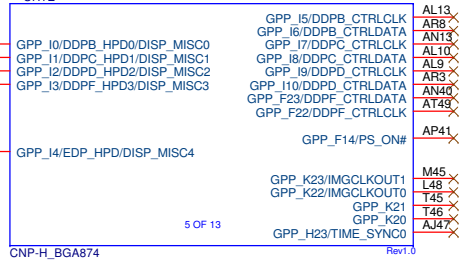 GPP_I5/DDPB_CTRLCLK AL13
GPP_I6/DDPB_CTRLDATA AR8
GPP_I0/DDPB_HPD0/DISP_MISC0 GPP_I7/DDPC_CTRLCLK AN13
GPP_I1/DDPC_HPD1/DISP_MISC1 GPP_I8/DDPC_CTRLDATA AL10
GPP_I2/DDPD_HPD2/DISP_MISC2 GPP_I9/DDPD_CTRLCLK AL9
GPP_I3/DDPF_HPD3/DISP_MISC3 GPP_I10/DDPD_CTRLDATA AR3
GPP_F23/DDPF_CTRLDATA AN40
GPP_F22/DDPF_CTRLCLK AT49
GPP_F14/PS_ON# AP41
GPP_I4/EDP_HPD/DISP_MISC4
GPP_K23/IMGCLKOUT1 M45
GPP_K22/IMGCLKOUT0 L48
GPP_K21 T45
GPP_K20 T46
5 OF 13
GPP_H23/TIME_SYNC0 AJ47
CNP-H_BGA874 Rev1.0